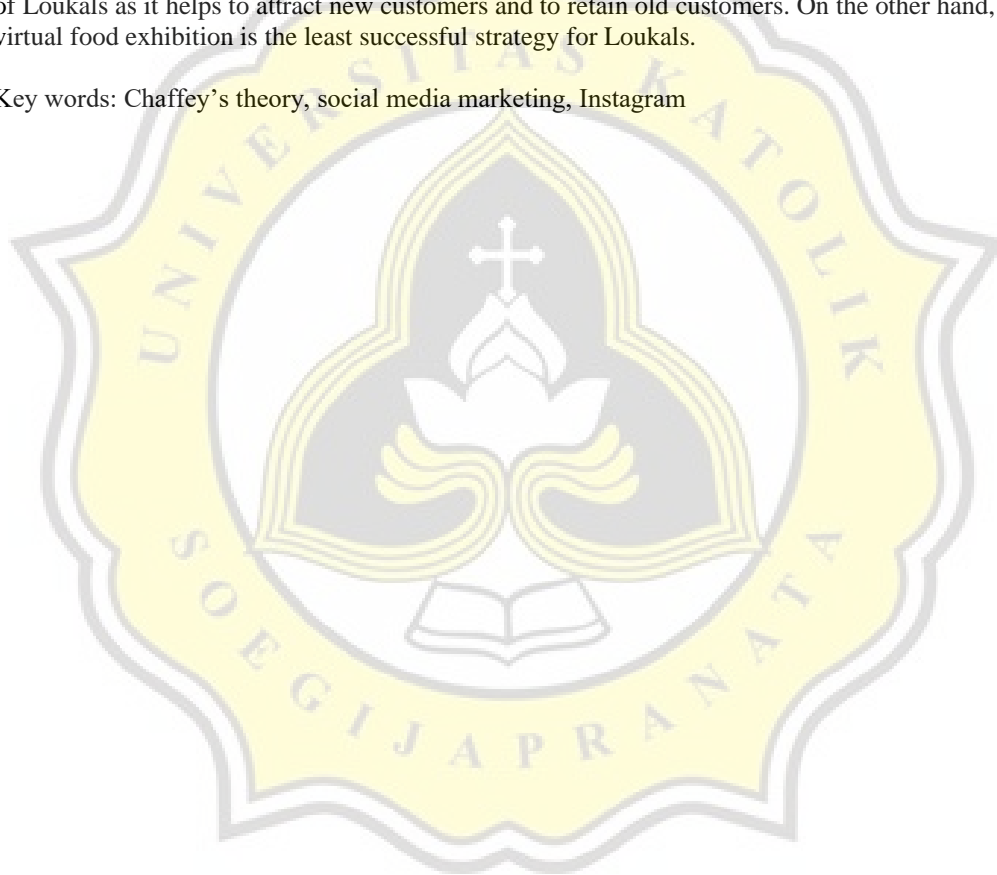 of Loukals as it helps to attract new customers and to retain old customers. On the other hand,
virtual food exhibition is the least successful strategy for Loukals.
Key words: Chaffey's theory, social media marketing, Instagram
UNIVERSITAS KATOLIK
SOEGIJAPRANATA